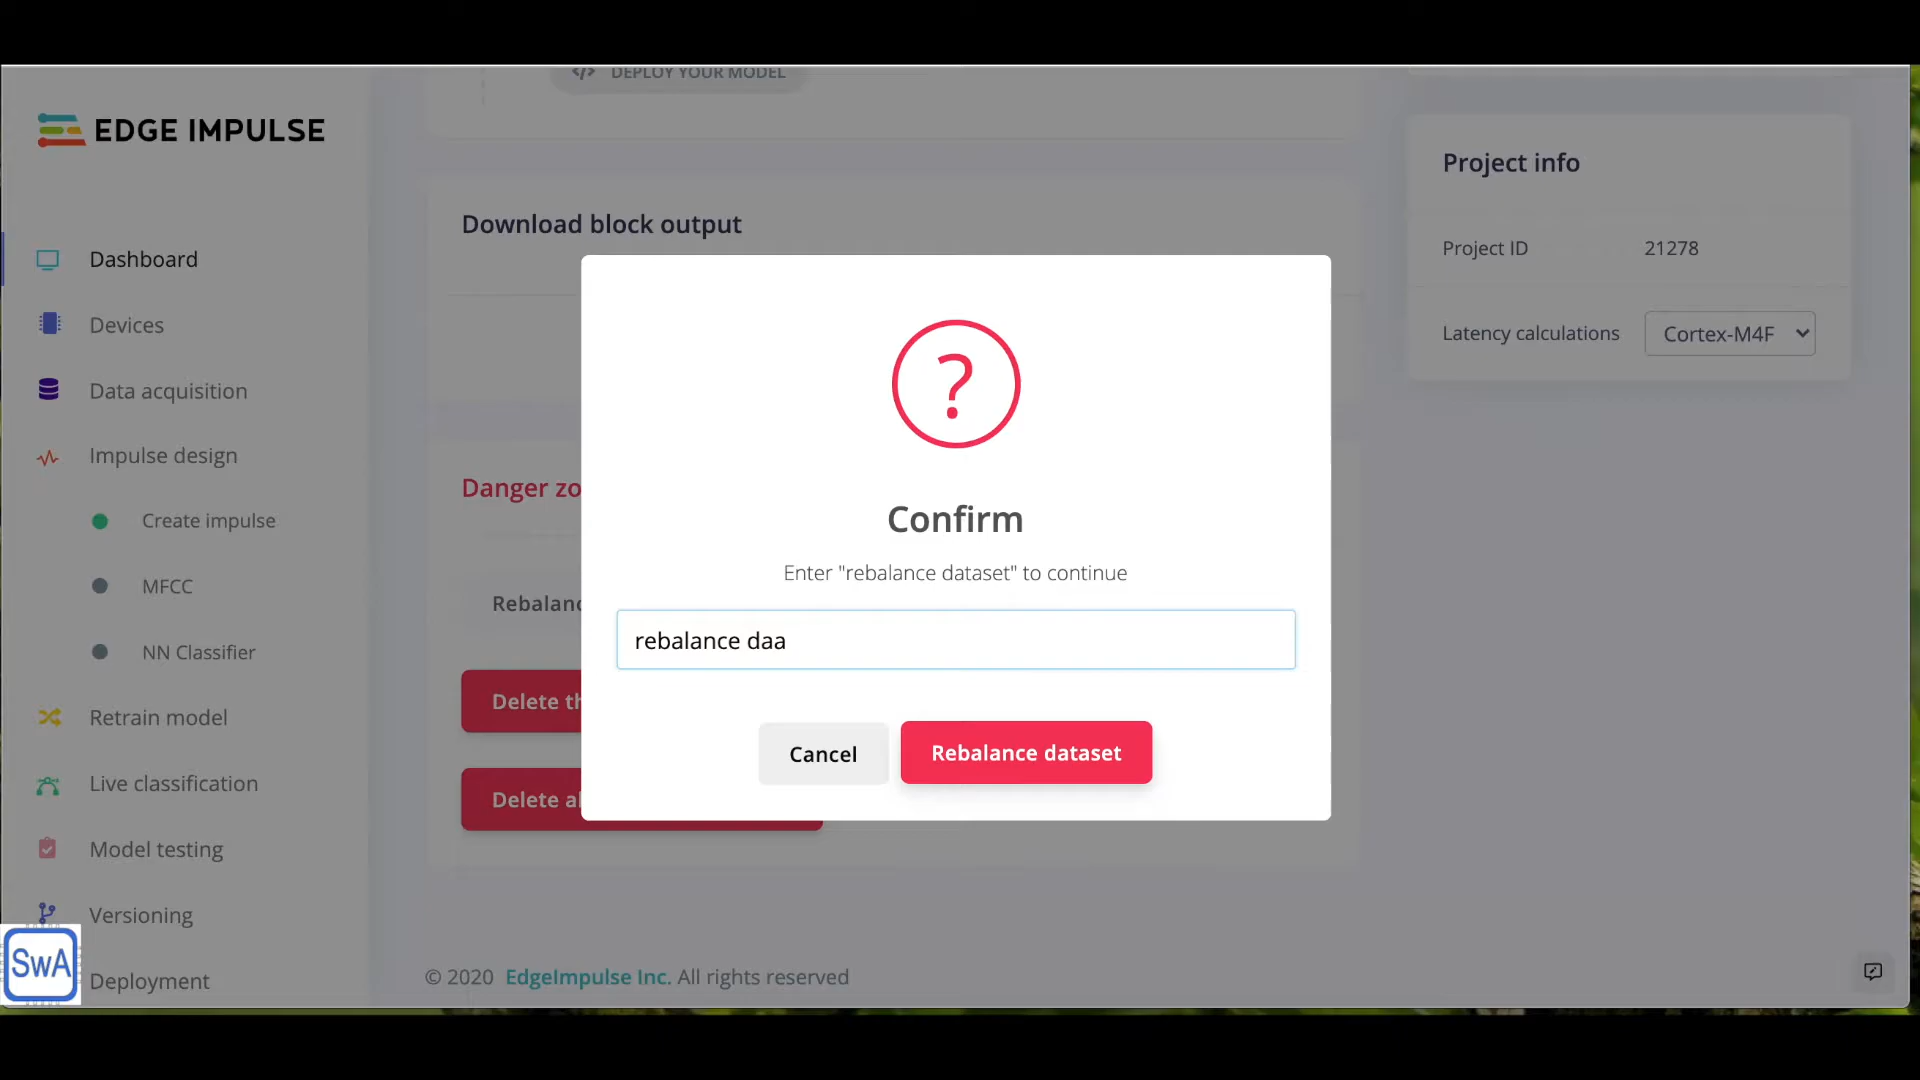 </> DEPLOY YOUR MODEL
EDGE IMPULSE
Dashboard
Devices
Data acquisition
Impulse design
Create impulse
MFCC
NN Classifier
Retrain model
Live classification
Model testing
Versioning
Deployment
SwA
Download block output
Danger zo
Rebalanc
Delete th
Delete al
?
Confirm
Enter "rebalance dataset" to continue
rebalance daa
Cancel
Rebalance dataset
Project info
Project ID 21278
Latency calculations Cortex-M4F
© 2020 EdgeImpulse Inc. All rights reserved